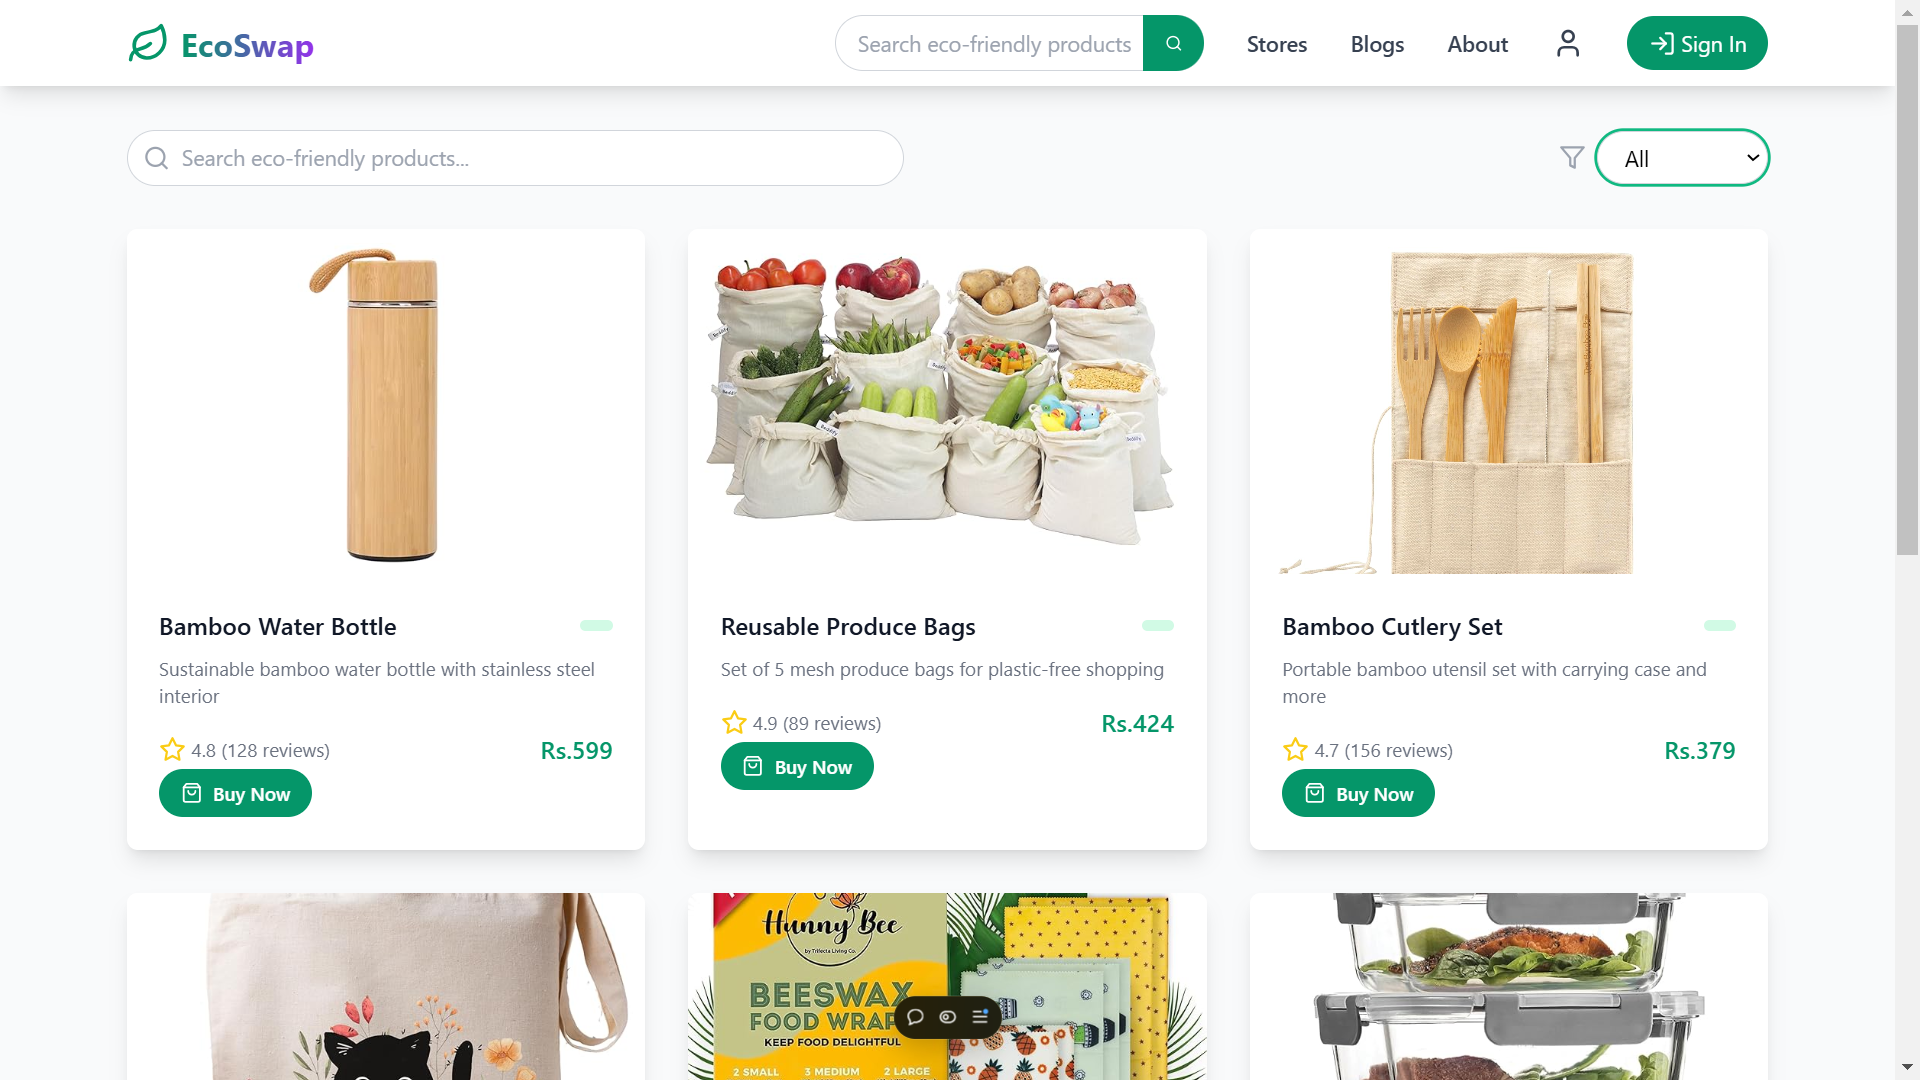 EcoSwap
Search eco-friendly products
Stores
Blogs
About
Sign In
Search eco-friendly products...
All
Bamboo Water Bottle
Sustainable bamboo water bottle with stainless steel
interior
4.8 (128 reviews)
Rs.599
Buy Now
Reusable Produce Bags
Set of 5 mesh produce bags for plastic-free shopping
4.9 (89 reviews)
Rs.424
Buy Now
Bamboo Cutlery Set
Portable bamboo utensil set with carrying case and
more
4.7 (156 reviews)
Rs.379
Buy Now
Hunny Bee
by Trifecta Living Co.
BEESWAX
FOOD WRAP
KEEP FOOD DELIGHTFUL
2 SMALL
3 MEDIUM
2 LARGE